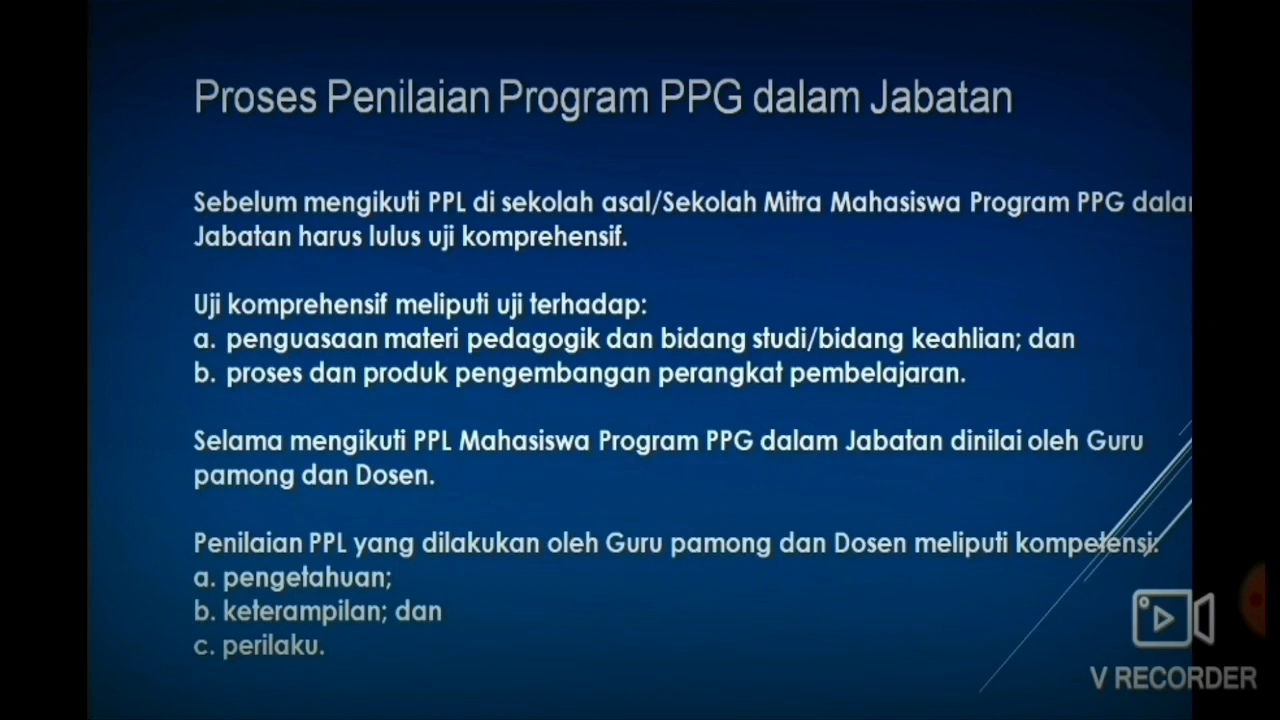 Proses Penilaian Program PPG dalam Jabatan
Sebelum mengikuti PPL di sekolah asal/Sekolah Mitra Mahasiswa Program PPG dala
Jabatan harus lulus uji komprehensif.
Uji komprehensif meliputi uji terhadap:
a. penguasaan materi pedagogik dan bidang studi/bidang keahlian; dan
b. proses dan produk pengembangan perangkat pembelajaran.
Selama mengikuti PPL Mahasiswa Program PPG dalam Jabatan dinilai oleh Guru
pamong dan Dosen.
Penilaian PPL yang dilakukan oleh Guru pamong dan Dosen meliputi kompetensi:
a. pengetahuan;
b. keterampilan; dan
c. perilaku.
V RECORDER